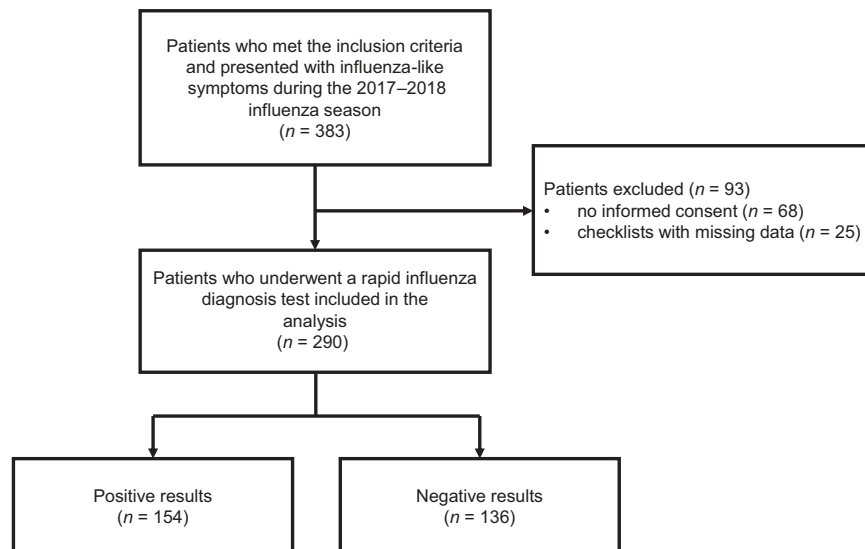 Patients who met the inclusion criteria
and presented with influenza-like
symptoms during the 2017–2018
influenza season
(n = 383)
Patients excluded (n = 93)
• no informed consent (n = 68)
• checklists with missing data (n = 25)
Patients who underwent a rapid influenza
diagnosis test included in the
analysis
(n = 290)
Positive results
(n = 154)
Negative results
(n = 136)